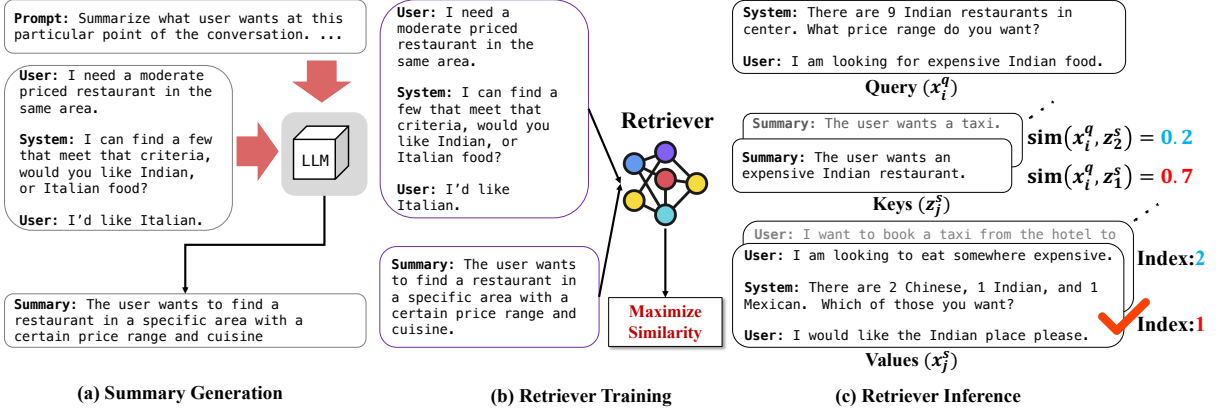 Prompt: Summarize what user wants at this
particular point of the conversation. ...
User: I need a moderate
priced restaurant in the
same area.
System: I can find a few
that meet that criteria,
would you like Indian,
or Italian food?
User: I'd like Italian.
LLM
Summary: The user wants to find a
restaurant in a specific area with a
certain price range and cuisine
(a) Summary Generation
User: I need a
moderate priced
restaurant in the
same area.
System: I can find a
few that meet that
criteria, would you
like Indian, or
Italian food?
User: I'd like
Italian.
Summary: The user wants
to find a restaurant in
a specific area with a
certain price range and
cuisine.
Retriever
Maximize
Similarity
(b) Retriever Training
System: There are 9 Indian restaurants in
center. What price range do you want?
User: I am looking for expensive Indian food.
Query (x_i^q)
Summary: The user wants a taxi.
Summary: The user wants an
expensive Indian restaurant.
Keys (z_j^s)
sim(x_i^q, z_2^s) = 0.2
sim(x_i^q, z_1^s) = 0.7
User: I want to book a taxi from the hotel to
User: I am looking to eat somewhere expensive.
System: There are 2 Chinese, 1 Indian, and 1
Mexican. Which of those you want?
User: I would like the Indian place please.
Values (x_j^s)
Index:2
Index:1
(c) Retriever Inference